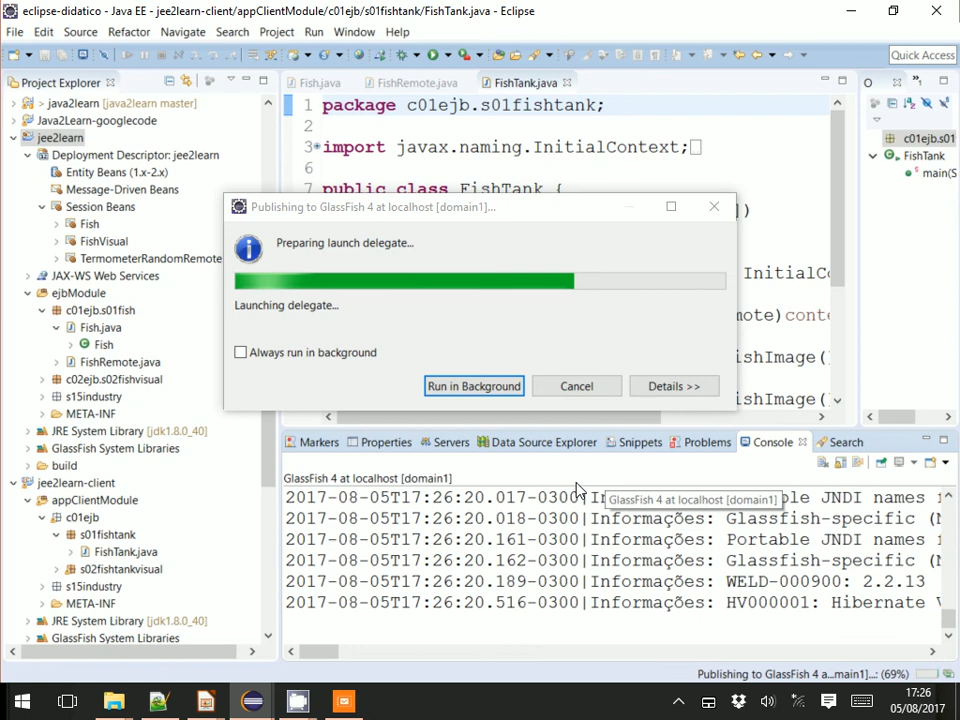 eclipse-didatico - Java EE - jee2learn-client/appClientModule/c01ejb/s01fishtank/FishTank.java - Eclipse
File Edit Source Refactor Navigate Search Project Run Window Help
Quick Access
Project Explorer
Fish.java FishRemote.java FishTank.java
> java2learn [java2learn master]
Java2Learn-googlecode
jee2learn
Deployment Descriptor: jee2learn
Entity Beans (1.x-2.x)
Message-Driven Beans
Session Beans
Fish
FishVisual
TermometerRandomRemote
JAX-WS Web Services
ejbModule
c01ejb.s01fish
Fish.java
Fish
FishRemote.java
c02ejb.s02fishvisual
s15industry
META-INF
JRE System Library [jdk1.8.0_40]
GlassFish System Libraries
build
jee2learn-client
appClientModule
c01ejb
s01fishtank
FishTank.java
s02fishtankvisual
s15industry
META-INF
JRE System Library [jdk1.8.0_40]
GlassFish System Libraries
1 package c01ejb.s01fishtank;
2
3 import javax.naming.InitialContext;
6
7 public class FishTank {
])
InitialCo
ote)conte
ishImage(
ishImage(
O
c01ejb.s01
FishTank
main(S
Publishing to GlassFish 4 at localhost [domain1]...
Preparing launch delegate...
Launching delegate...
Always run in background
Run in Background Cancel Details >>
Markers Properties Servers Data Source Explorer Snippets Problems Console Search
GlassFish 4 at localhost [domain1]
2017-08-05T17:26:20.017-0300|In
GlassFish 4 at localhost [domain1]
ble JNDI names
2017-08-05T17:26:20.018-0300|Informações: Glassfish-specific (
2017-08-05T17:26:20.161-0300|Informações: Portable JNDI names
2017-08-05T17:26:20.162-0300|Informações: Glassfish-specific (
2017-08-05T17:26:20.189-0300|Informações: WELD-000900: 2.2.13
2017-08-05T17:26:20.516-0300|Informações: HV000001: Hibernate
Publishing to GlassFish 4 a...main1]...: (69%)
17:26
05/08/2017